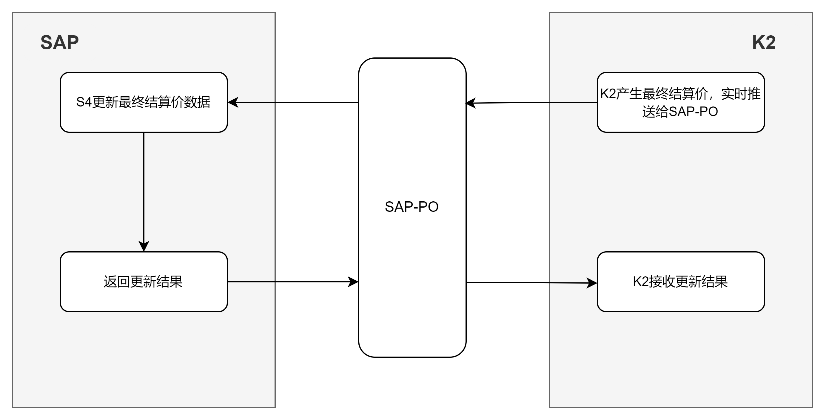 SAP
K2
S4更新最终结算价数据
K2产生最终结算价，实时推
送给SAP-PO
SAP-PO
返回更新结果
K2接收更新结果